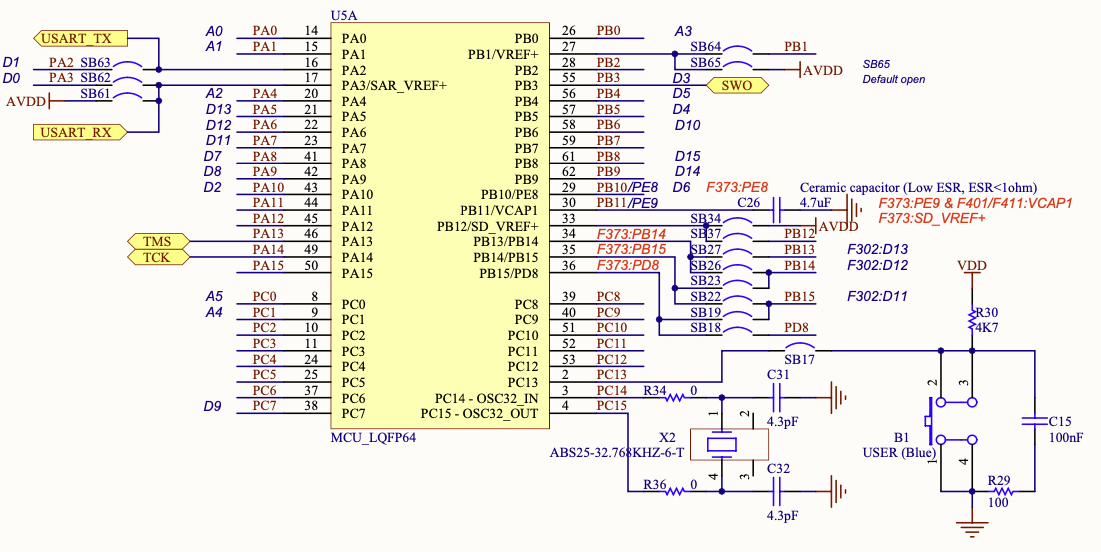 U5A
USART_TX
D1 PA2 SB63
D0 PA3 SB62
AVDD SB61
USART_RX
A0 PA0 14 PA0
A1 PA1 15 PA1
16 PA2
17 PA3/SAR_VREF+
A2 PA4 20 PA4
D13 PA5 21 PA5
D12 PA6 22 PA6
D11 PA7 23 PA7
D7 PA8 41 PA8
D8 PA9 42 PA9
D2 PA10 43 PA10
PA11 44 PA11
PA12 45 PA12
TMS PA13 46 PA13
TCK PA14 49 PA14
PA15 50 PA15
A5 PC0 8 PC0
A4 PC1 9 PC1
PC2 10 PC2
PC3 11 PC3
PC4 24 PC4
PC5 25 PC5
PC6 37 PC6
D9 PC7 38 PC7
MCU_LQFP64
PB0 26 PB0 A3
PB1/VREF+ 27 SB64 PB1
PB2 28 PB2 SB65 AVDD
SB65
Default open
PB3 55 PB3 D3 SWO
PB4 56 PB4 D5
PB5 57 PB5 D4
PB6 58 PB6 D10
PB7 59 PB7
PB8 61 PB8 D15
PB9 62 PB9 D14
PB10/PE8 29 PB10/PE8 D6 F373:PE8
PB11/VCAP1 30 PB11/PE9 C26 4.7uF
Ceramic capacitor (Low ESR, ESR<1ohm)
F373:PE9 & F401/F411:VCAP1
F373:SD_VREF+
PB12/SD_VREF+ 33 SB34 AVDD
SB37 PB12
PB13/PB14 34 F373:PB14 SB27 PB13 F302:D13
PB14/PB15 35 F373:PB15 SB26 PB14 F302:D12
PB15/PD8 36 F373:PD8 SB23
SB22 PB15 F302:D11
SB19
SB18 PD8
SB17
PC8 39 PC8
PC9 40 PC9
PC10 51 PC10
PC11 52 PC11
PC12 53 PC12
PC13 2 PC13
PC14 - OSC32_IN 3 PC14 R34 0 C31 4.3pF
PC15 - OSC32_OUT 4 PC15
1 2
X2
ABS25-32.768KHZ-6-T
4 3
R36 0 C32 4.3pF
VDD
R30
4K7
2 3
B1
USER (Blue)
1 4
C15
100nF
R29
100